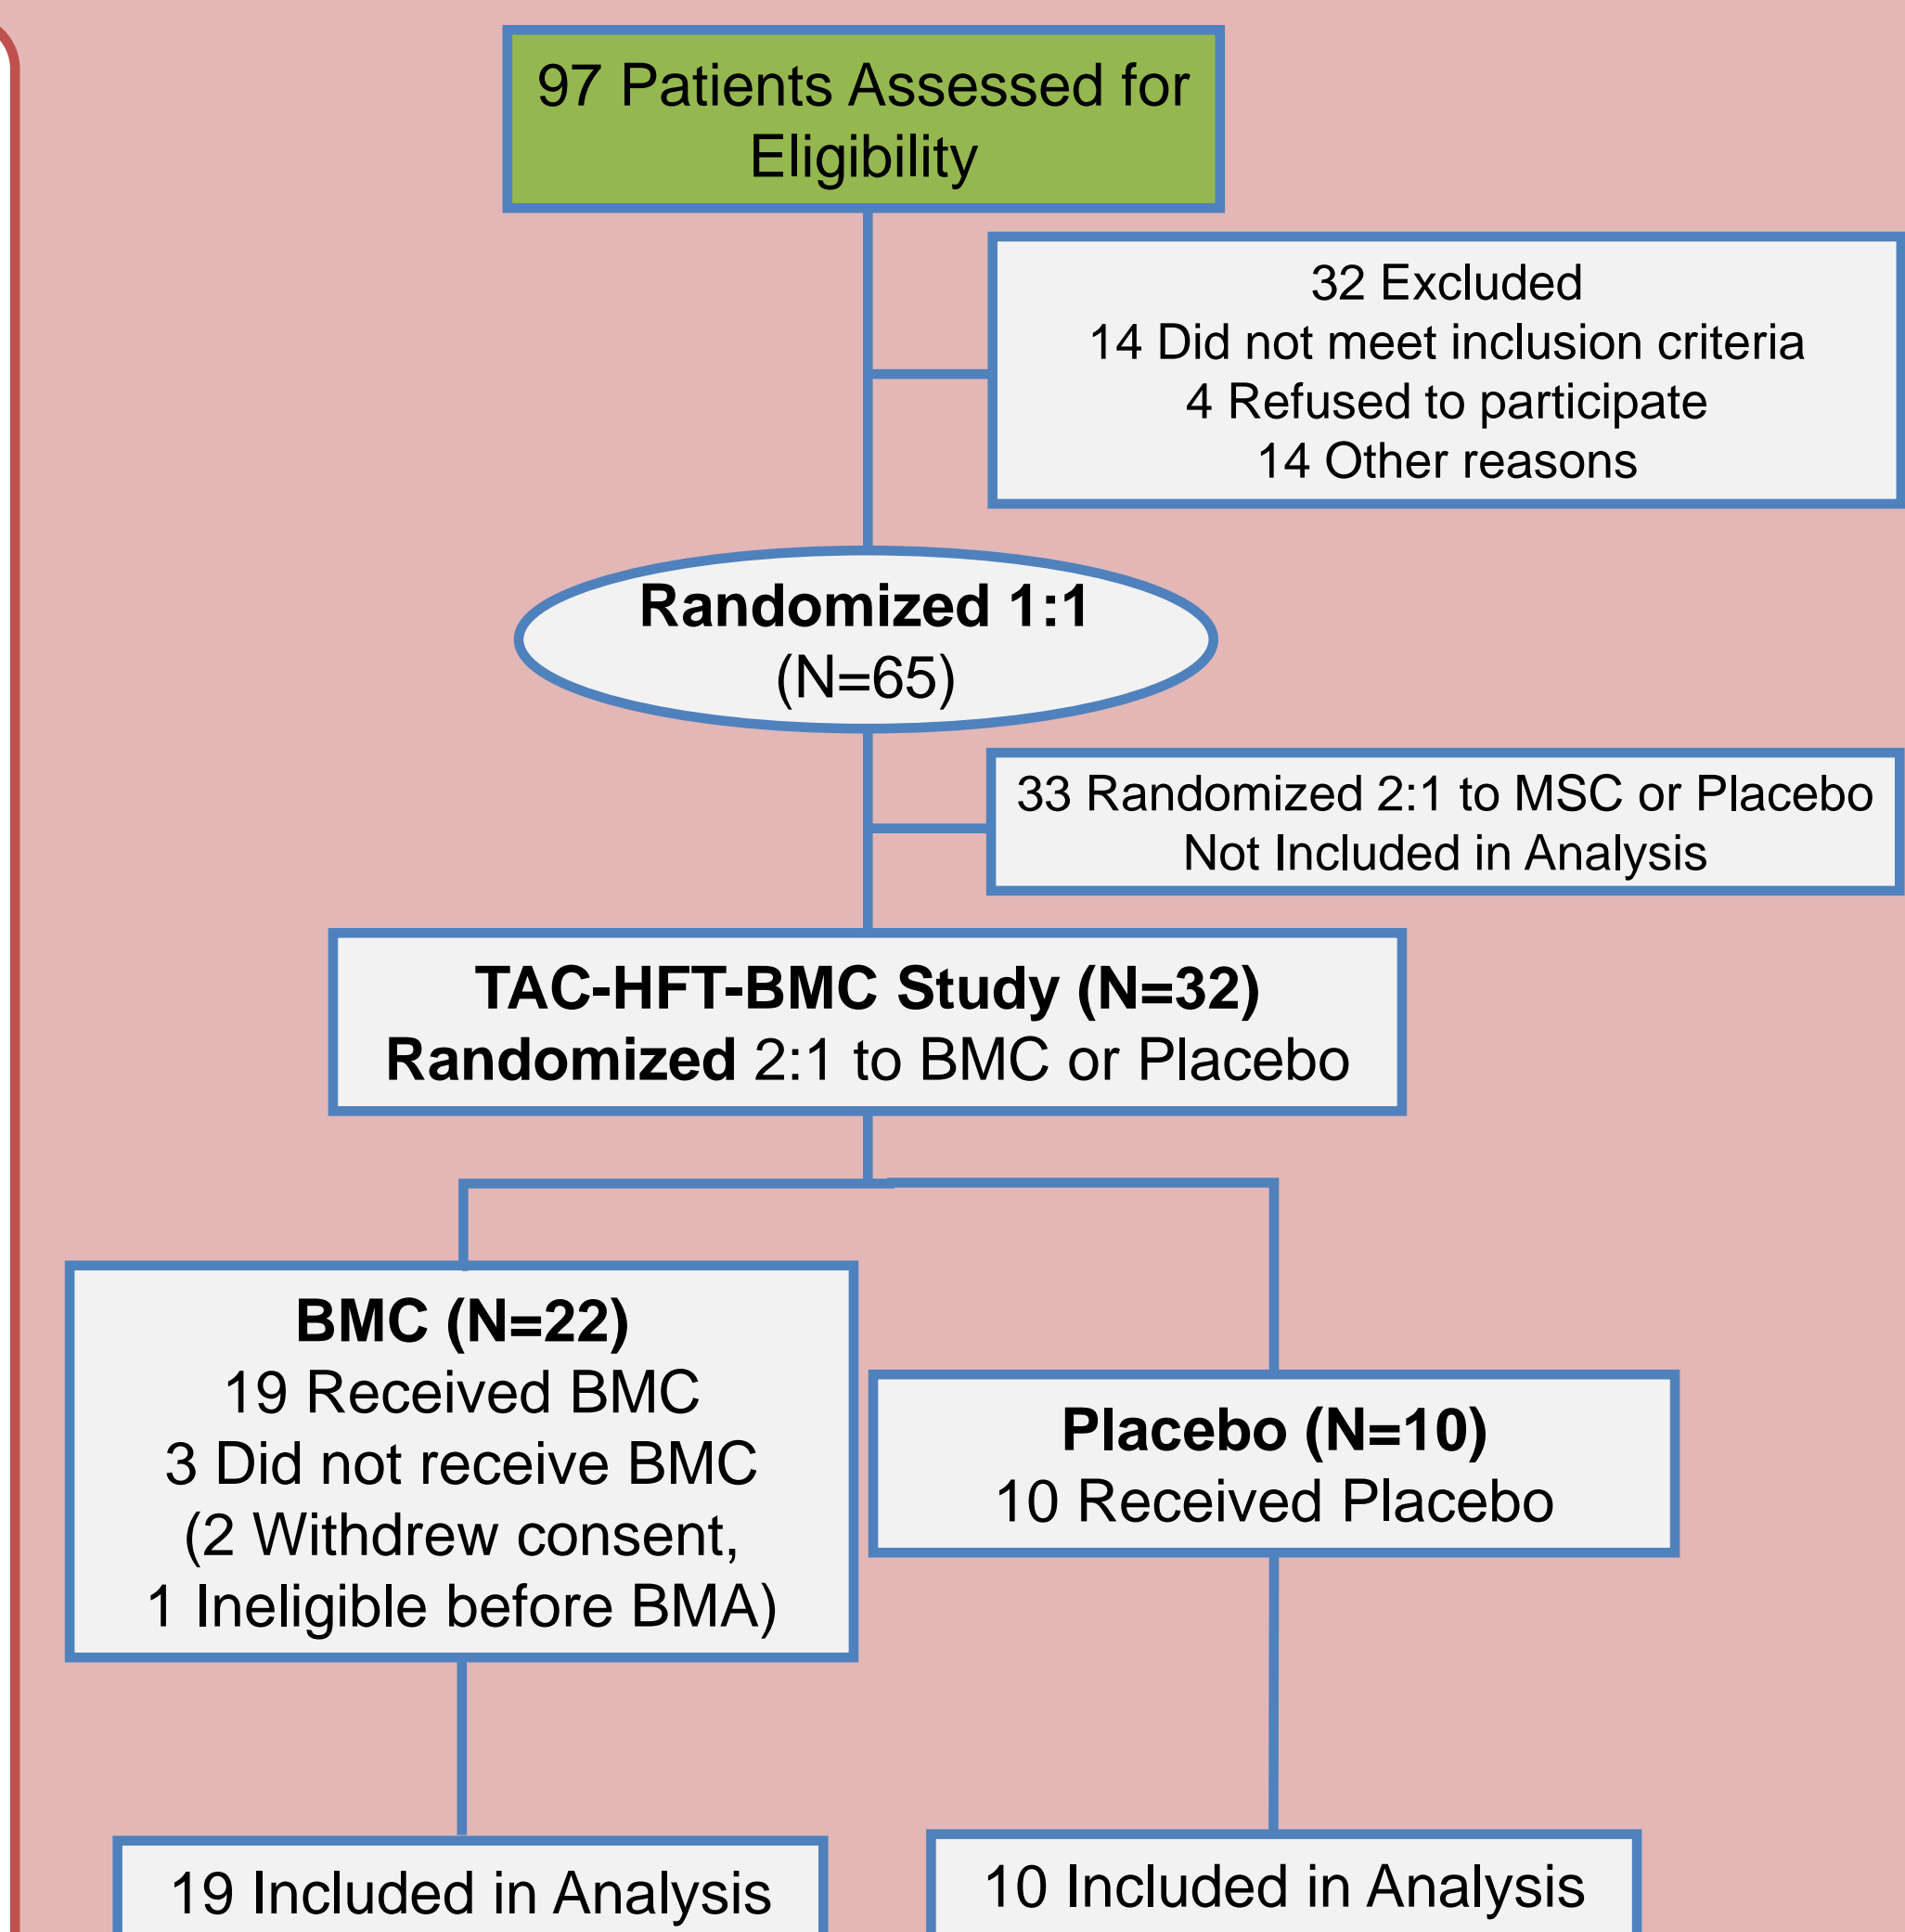 97 Patients Assessed for
Eligibility
32 Excluded
14 Did not meet inclusion criteria
4 Refused to participate
14 Other reasons
Randomized 1:1
(N=65)
33 Randomized 2:1 to MSC or Placebo
Not Included in Analysis
TAC-HFT-BMC Study (N=32)
Randomized 2:1 to BMC or Placebo
BMC (N=22)
19 Received BMC
3 Did not receive BMC
(2 Withdrew consent,
1 Ineligible before BMA)
Placebo (N=10)
10 Received Placebo
19 Included in Analysis
10 Included in Analysis